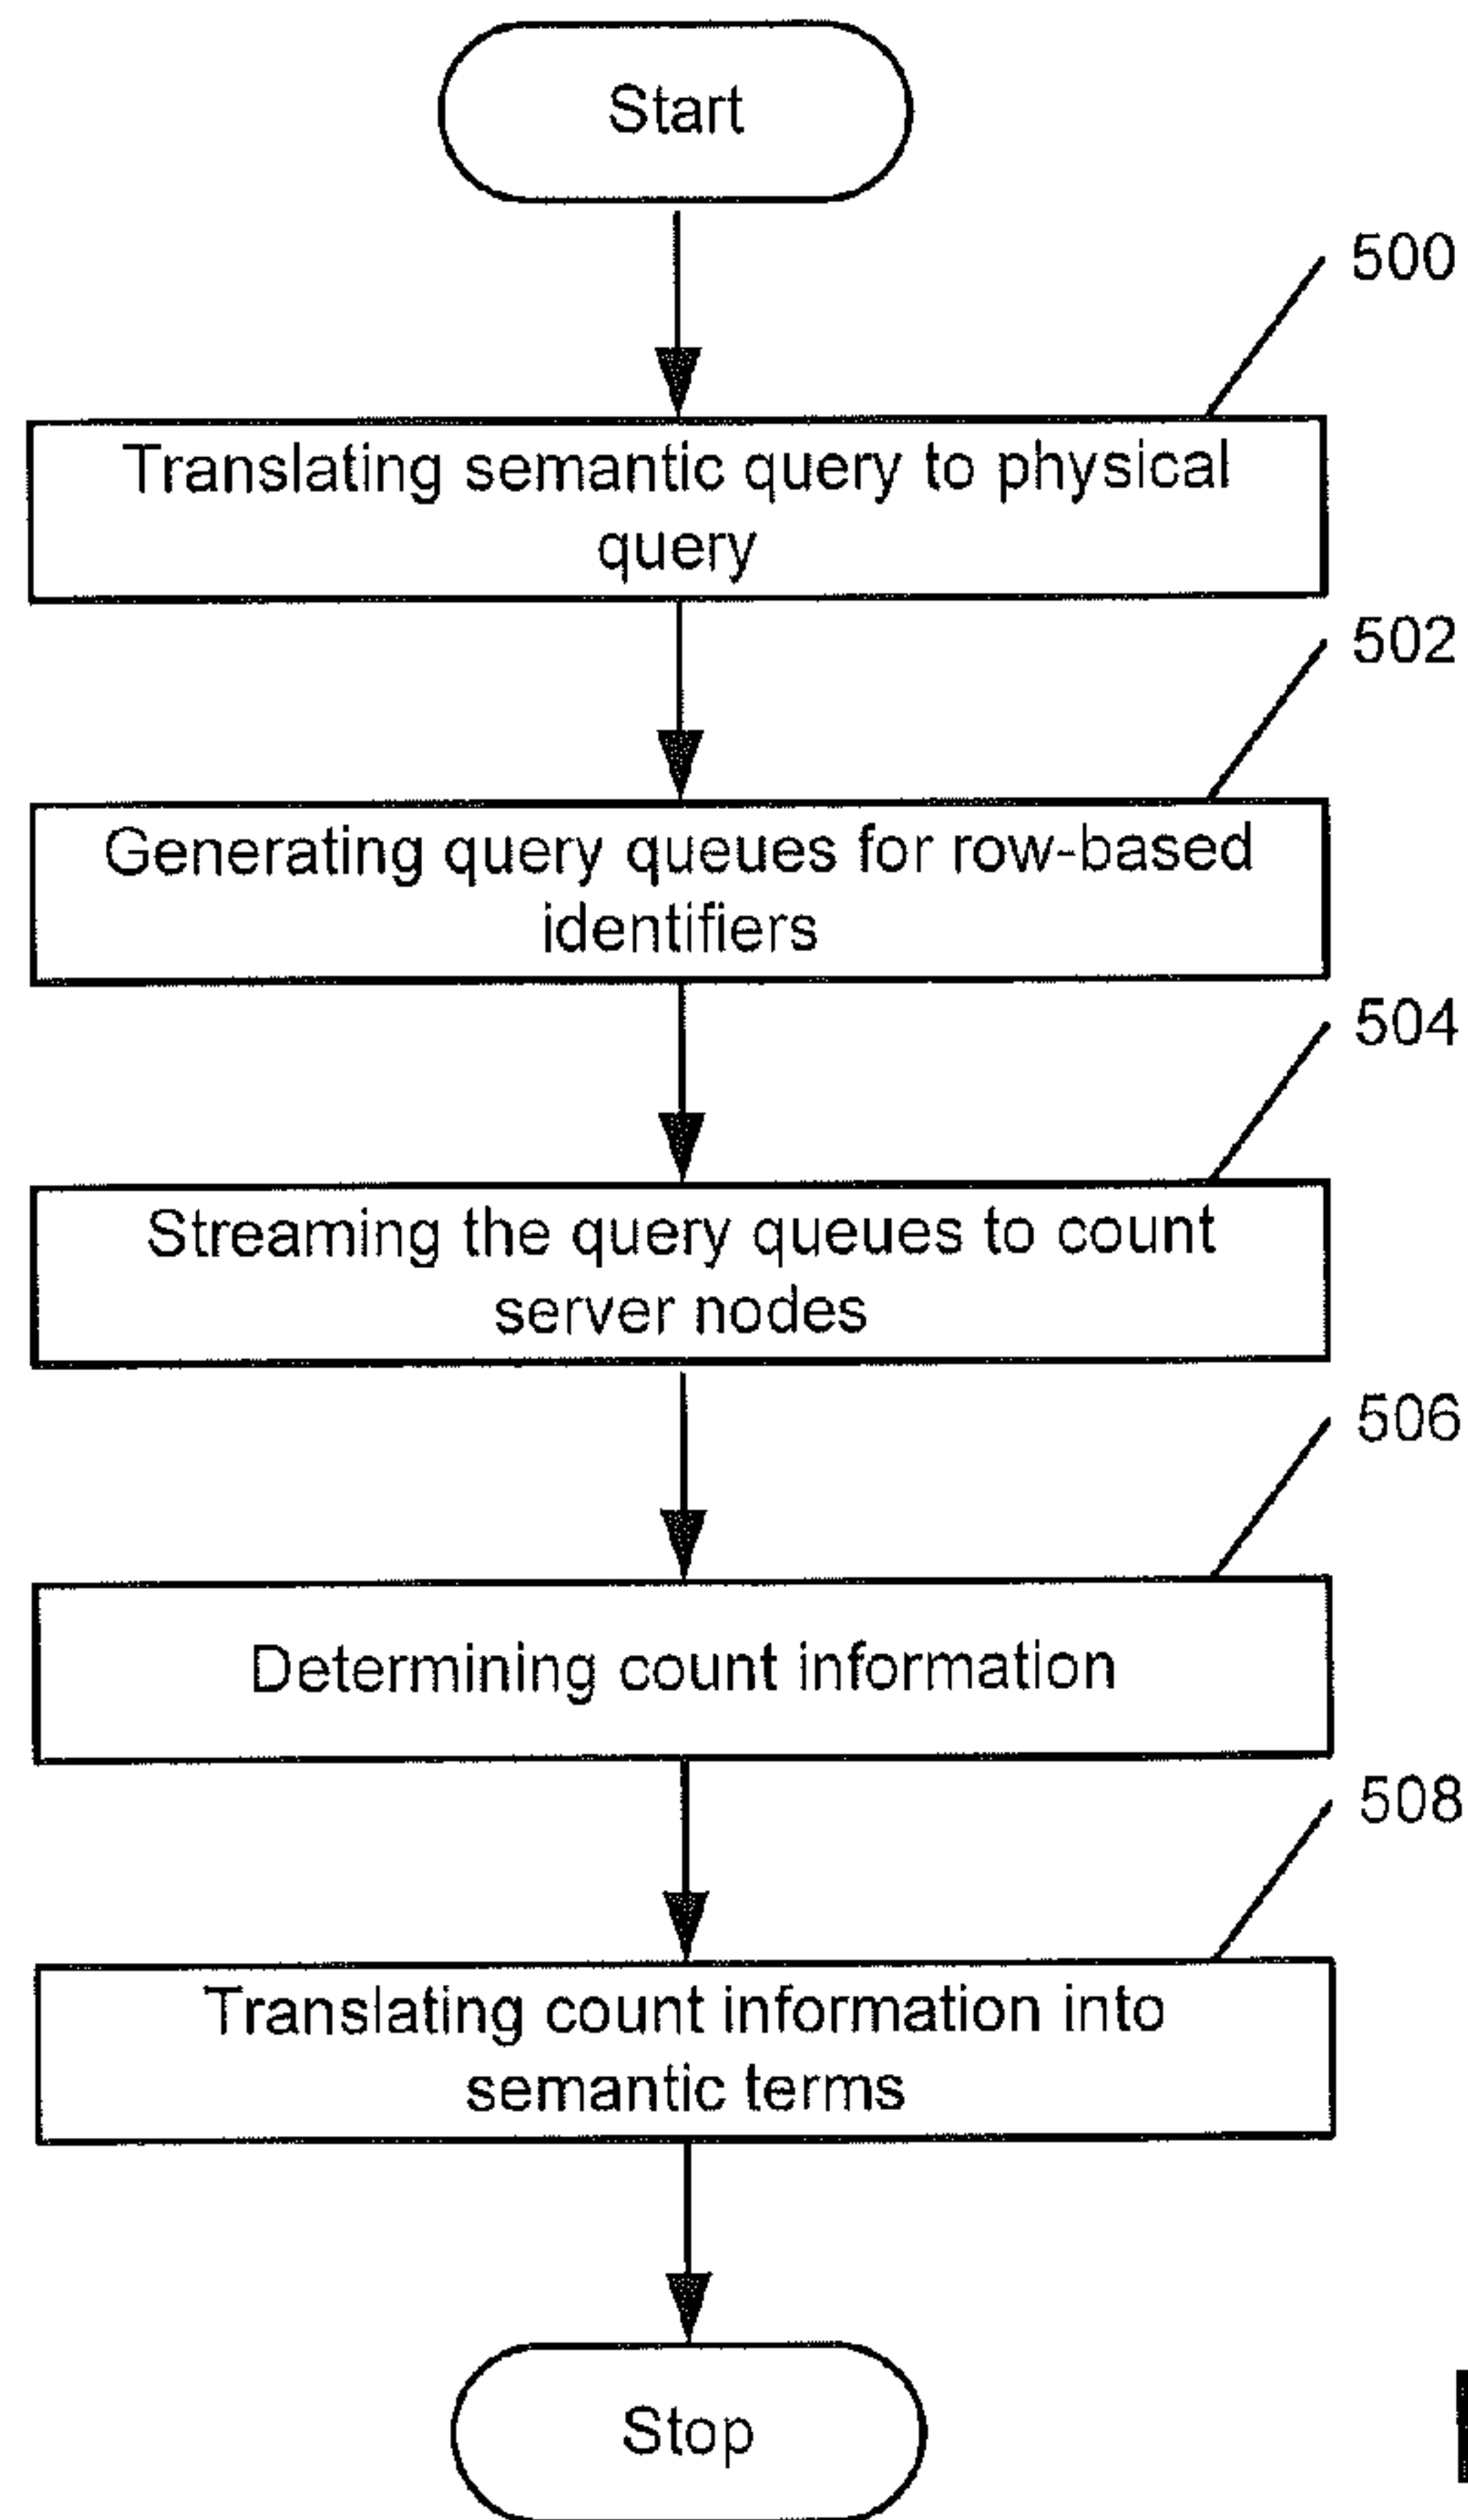 Start
500
Translating semantic query to physical
query
502
Generating query queues for row-based
identifiers
504
Streaming the query queues to count
server nodes
506
Determining count information
508
Translating count information into
semantic terms
Stop